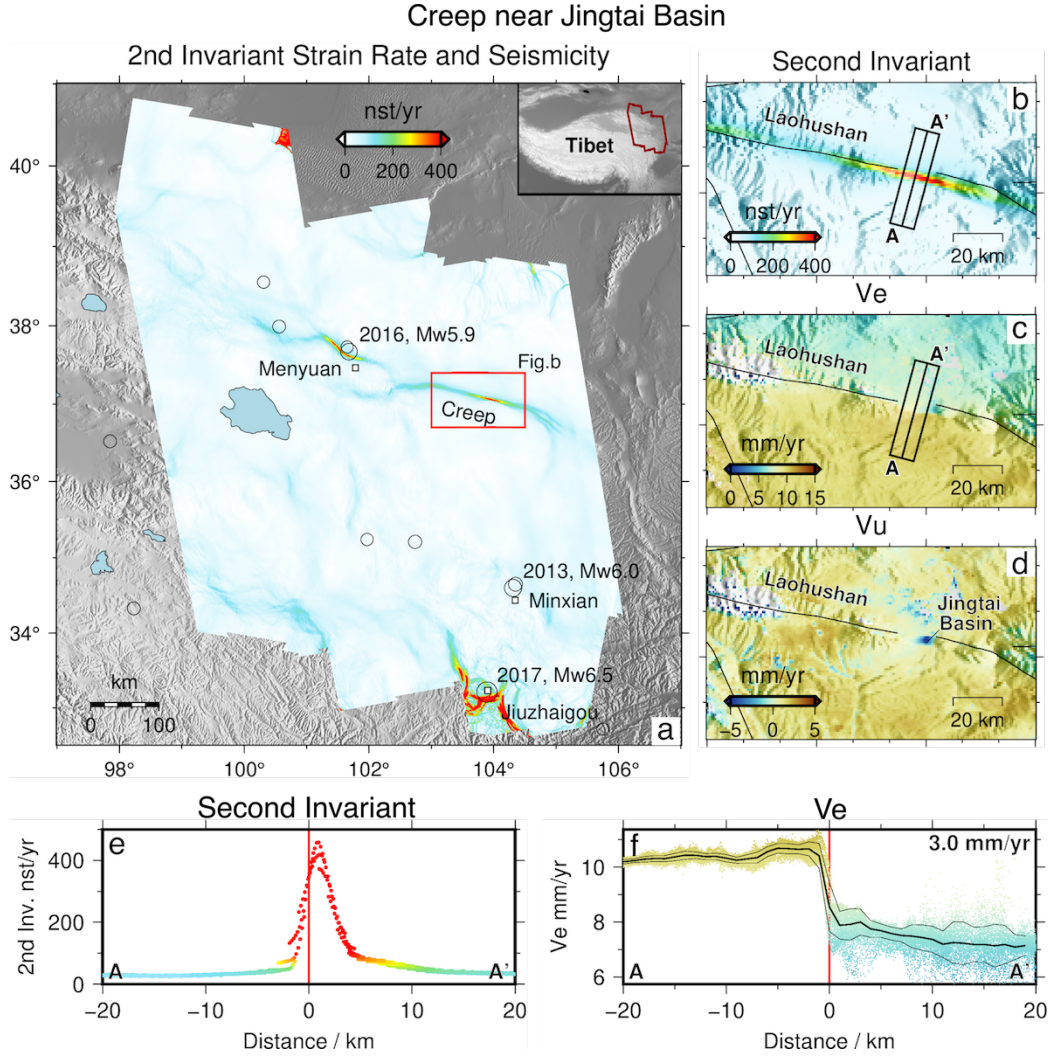 Creep near Jingtai Basin
2nd Invariant Strain Rate and Seismicity
nst/yr
0 200 400
Tibet
40°
38°
36°
34°
2016, Mw5.9
Menyuan
Fig.b
Creep
2013, Mw6.0
Minxian
2017, Mw6.5
Jiuzhaigou
km
0 100
a
98° 100° 102° 104° 106°
Second Invariant
b
Laohushan
A'
A
nst/yr
0 200 400
20 km
Ve
c
Laohushan
A'
A
mm/yr
0 5 10 15
20 km
Vu
d
Laohushan
Jingtai
Basin
mm/yr
−5 0 5
20 km
Second Invariant
e
2nd Inv. nst/yr
400
200
0
A A'
−20 −10 0 10 20
Distance / km
Ve
f
3.0 mm/yr
Ve mm/yr
10
8
6
A A'
−20 −10 0 10 20
Distance / km